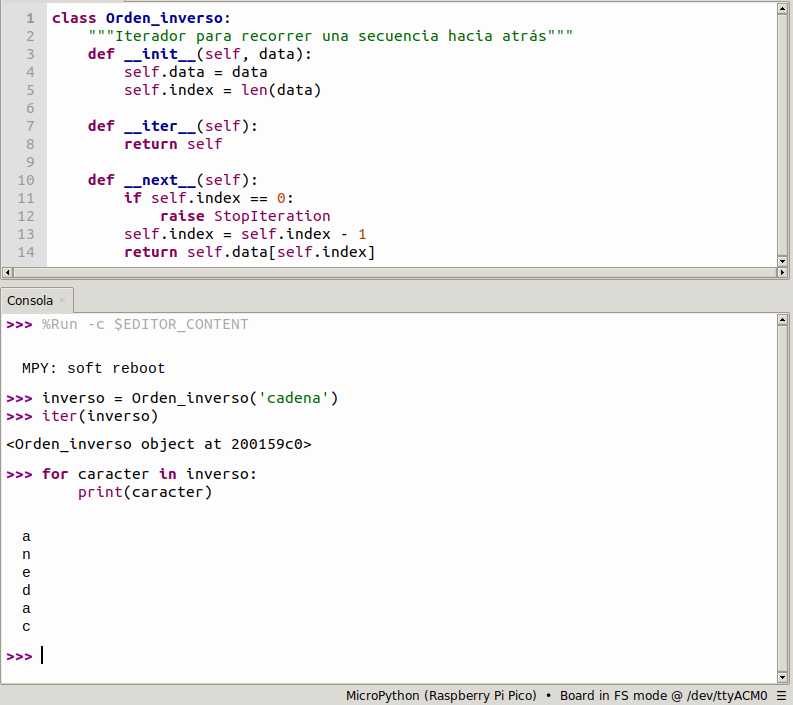 1 class Orden_inverso:
2     """Iterador para recorrer una secuencia hacia atrás"""
3     def __init__(self, data):
4         self.data = data
5         self.index = len(data)
6
7     def __iter__(self):
8         return self
9
10     def __next__(self):
11         if self.index == 0:
12             raise StopIteration
13         self.index = self.index - 1
14         return self.data[self.index]
Consola ×
>>> %Run -c $EDITOR_CONTENT
MPY: soft reboot
>>> inverso = Orden_inverso('cadena')
>>> iter(inverso)
<Orden_inverso object at 200159c0>
>>> for caracter in inverso:
        print(caracter)
a
n
e
d
a
c
>>>
MicroPython (Raspberry Pi Pico) • Board in FS mode @ /dev/ttyACM0 ☰